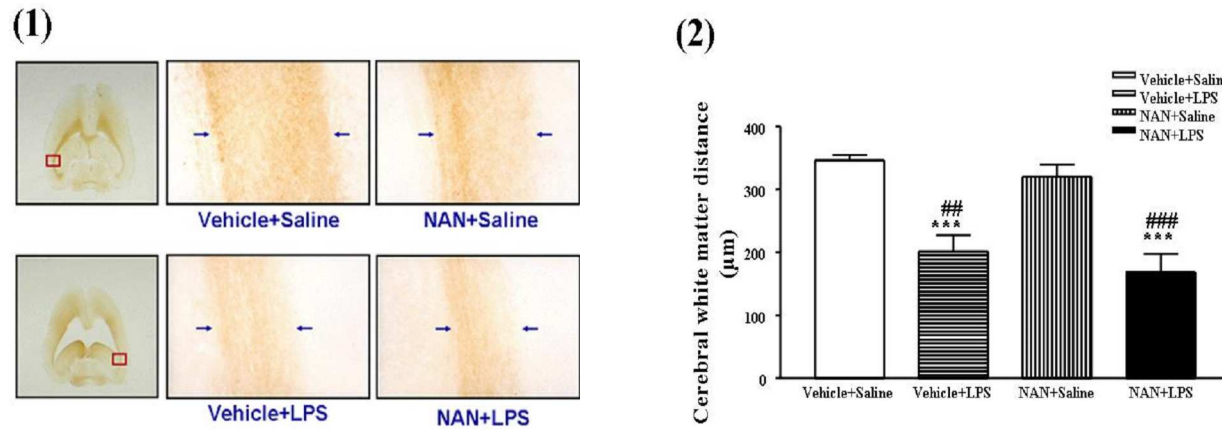 (1)
Vehicle+Saline
NAN+Saline
Vehicle+LPS
NAN+LPS
(2)
Vehicle+Salin
Vehicle+LPS
NAN+Saline
NAN+LPS
Cerebral white matter distance
(µm)
400
300
200
100
0
##
***
###
***
Vehicle+Saline
Vehicle+LPS
NAN+Saline
NAN+LPS